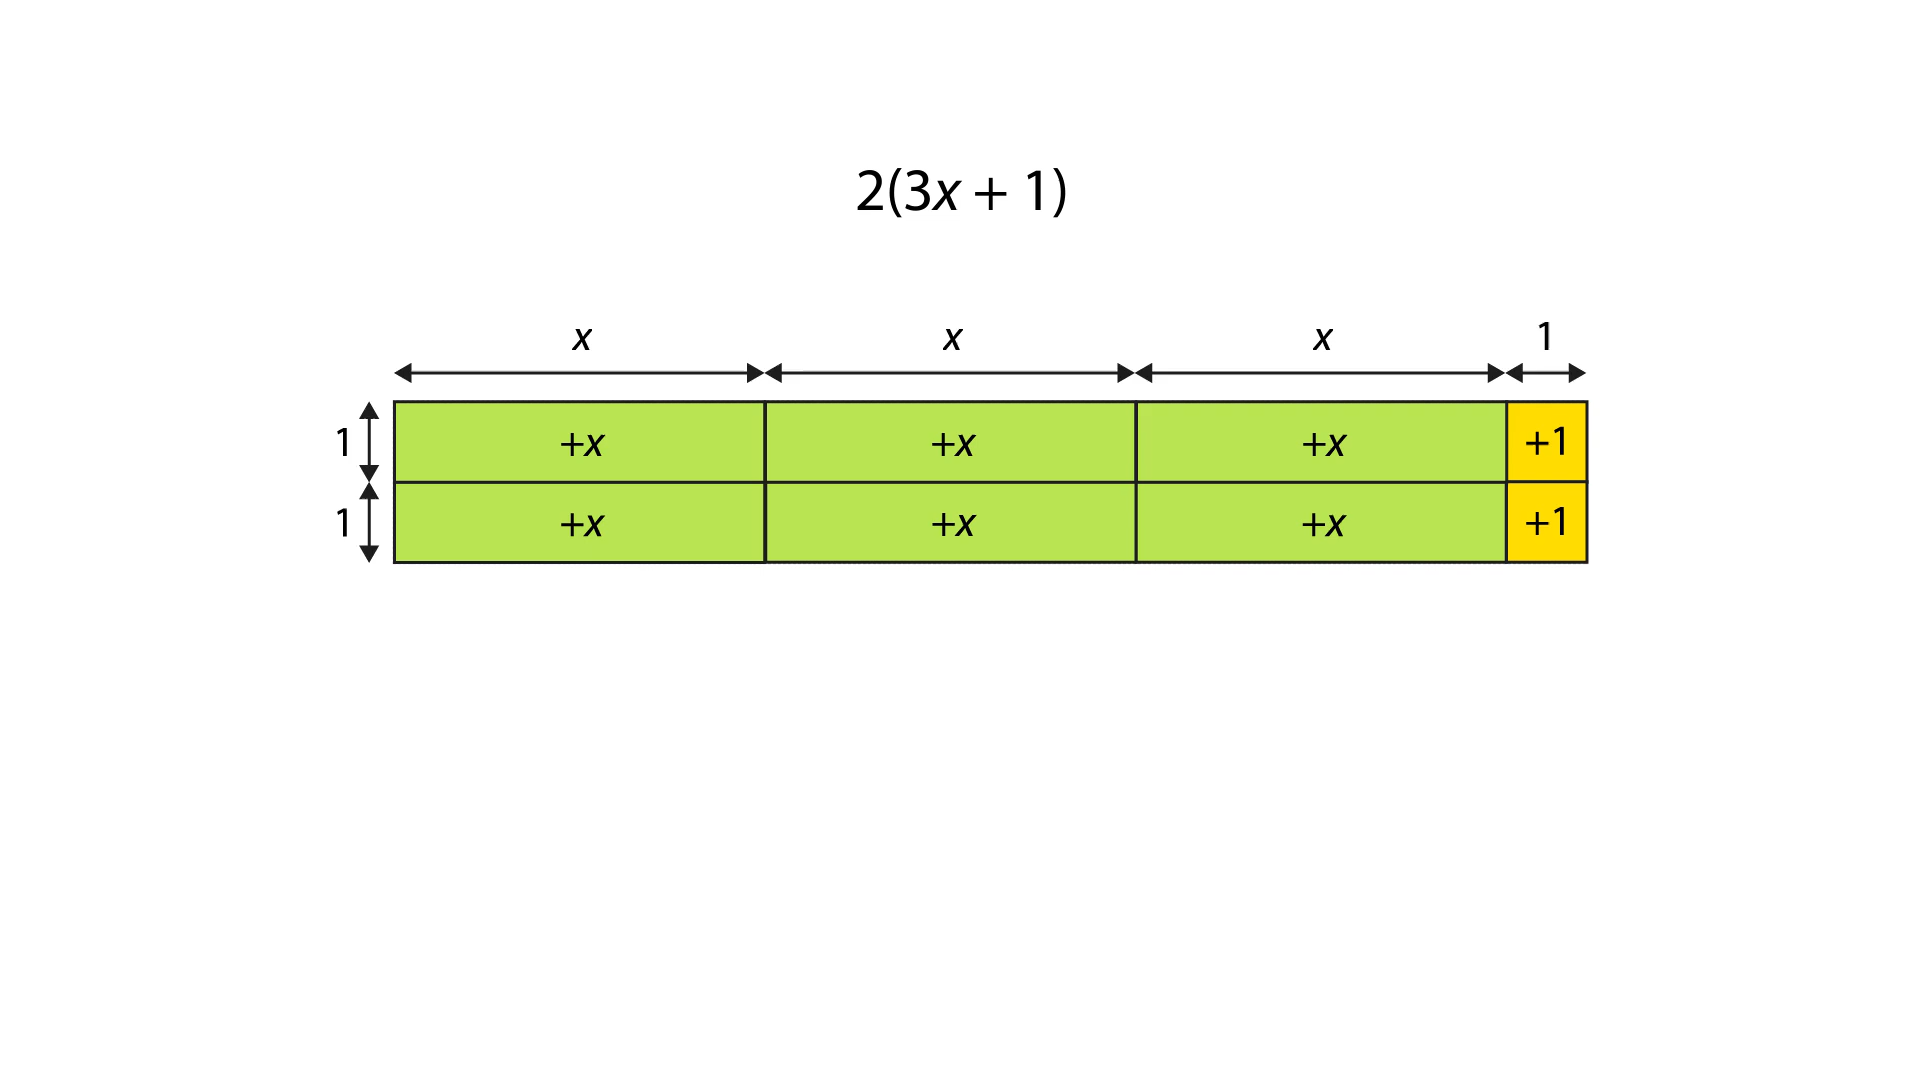 2(3x + 1)
x x x 1
1 +x +x +x +1
1 +x +x +x +1